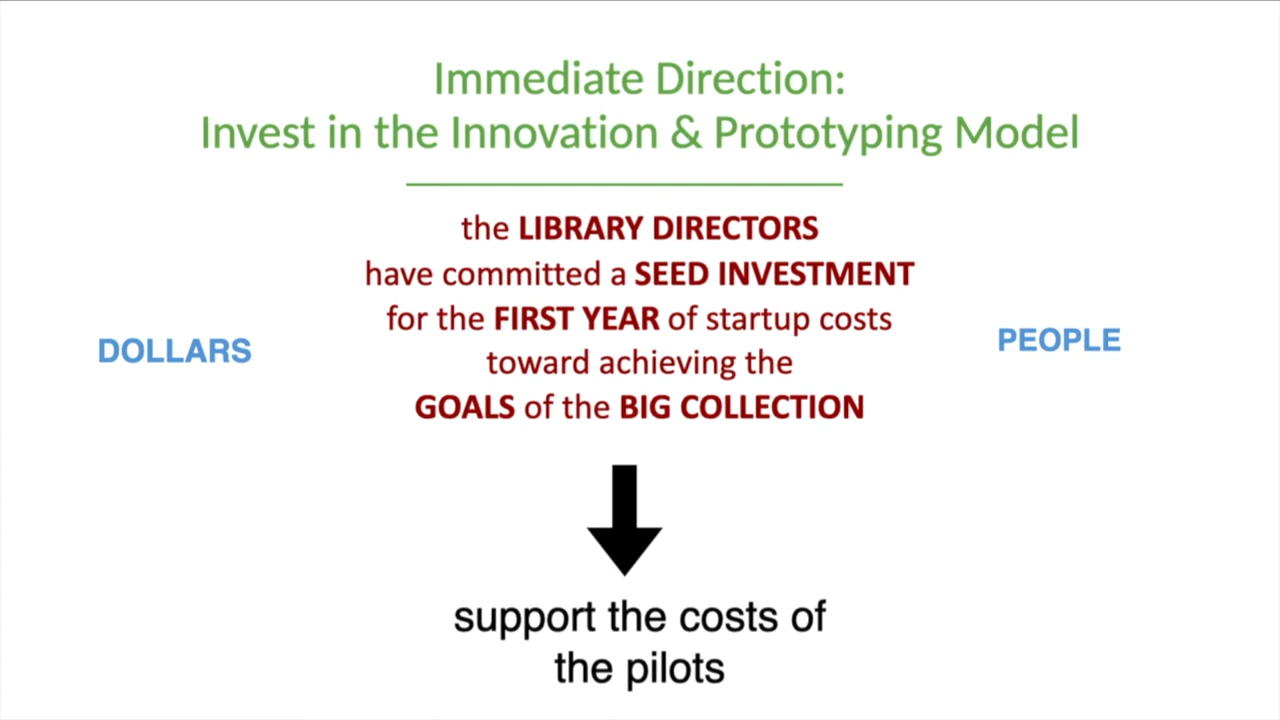 Immediate Direction:
Invest in the Innovation & Prototyping Model
the LIBRARY DIRECTORS
have committed a SEED INVESTMENT
for the FIRST YEAR of startup costs
toward achieving the
GOALS of the BIG COLLECTION
DOLLARS
PEOPLE
support the costs of
the pilots